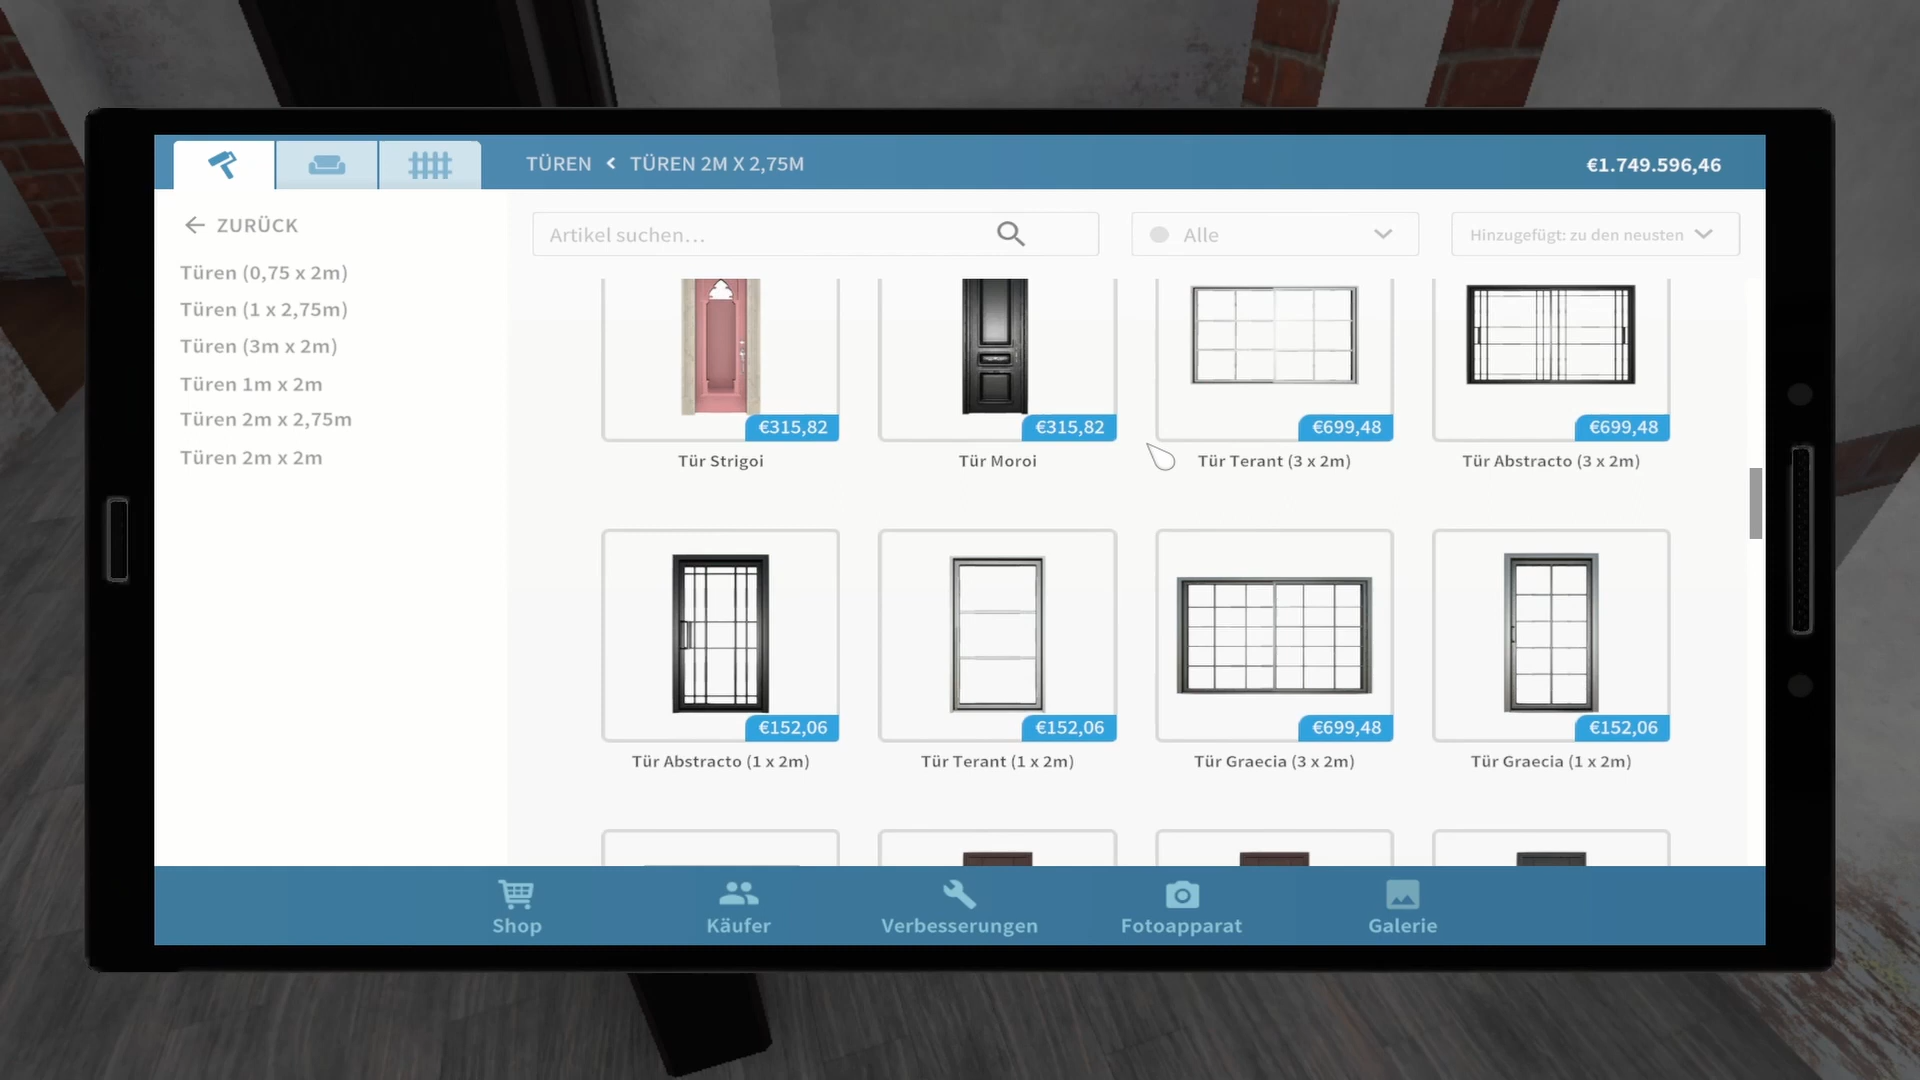 TÜREN < TÜREN 2M X 2,75M
€1.749.596,46
ZURÜCK
Artikel suchen...
Alle
Hinzugefügt: zu den neusten
Türen (0,75 x 2m)
Türen (1 x 2,75m)
Türen (3m x 2m)
Türen 1m x 2m
Türen 2m x 2,75m
Türen 2m x 2m
€315,82
€315,82
€699,48
€699,48
Tür Strigoi
Tür Moroi
Tür Terant (3 x 2m)
Tür Abstracto (3 x 2m)
€152,06
€152,06
€699,48
€152,06
Tür Abstracto (1 x 2m)
Tür Terant (1 x 2m)
Tür Graecia (3 x 2m)
Tür Graecia (1 x 2m)
Shop
Käufer
Verbesserungen
Fotoapparat
Galerie